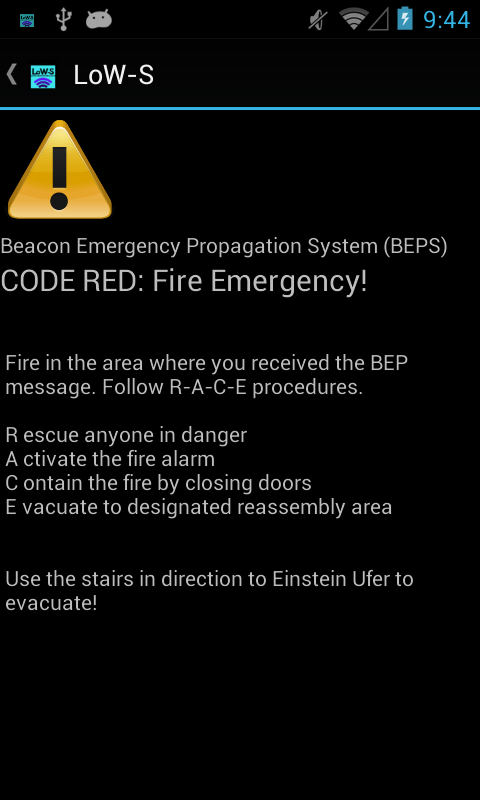 9:44
LoW-S
LoW-S
Beacon Emergency Propagation System (BEPS)
CODE RED: Fire Emergency!
Fire in the area where you received the BEP
message. Follow R-A-C-E procedures.
R escue anyone in danger
A ctivate the fire alarm
C ontain the fire by closing doors
E vacuate to designated reassembly area
Use the stairs in direction to Einstein Ufer to
evacuate!